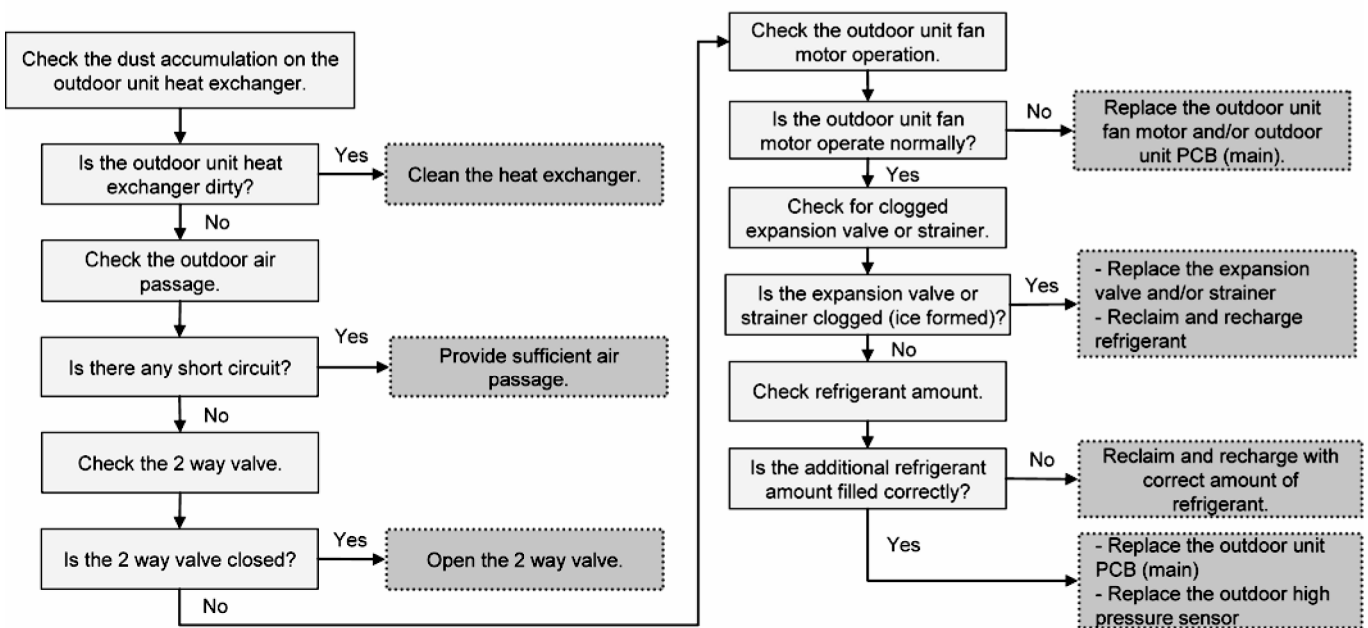 Check the dust accumulation on the
outdoor unit heat exchanger.
Is the outdoor unit heat
exchanger dirty?
Yes
Clean the heat exchanger.
No
Check the outdoor air
passage.
Is there any short circuit?
Yes
Provide sufficient air
passage.
No
Check the 2 way valve.
Is the 2 way valve closed?
Yes
Open the 2 way valve.
No
Check the outdoor unit fan
motor operation.
Is the outdoor unit fan
motor operate normally?
No
Replace the outdoor unit
fan motor and/or outdoor
unit PCB (main).
Yes
Check for clogged
expansion valve or strainer.
Is the expansion valve or
strainer clogged (ice formed)?
Yes
- Replace the expansion
valve and/or strainer
- Reclaim and recharge
refrigerant
No
Check refrigerant amount.
Is the additional refrigerant
amount filled correctly?
No
Reclaim and recharge with
correct amount of
refrigerant.
Yes
- Replace the outdoor unit
PCB (main)
- Replace the outdoor high
pressure sensor